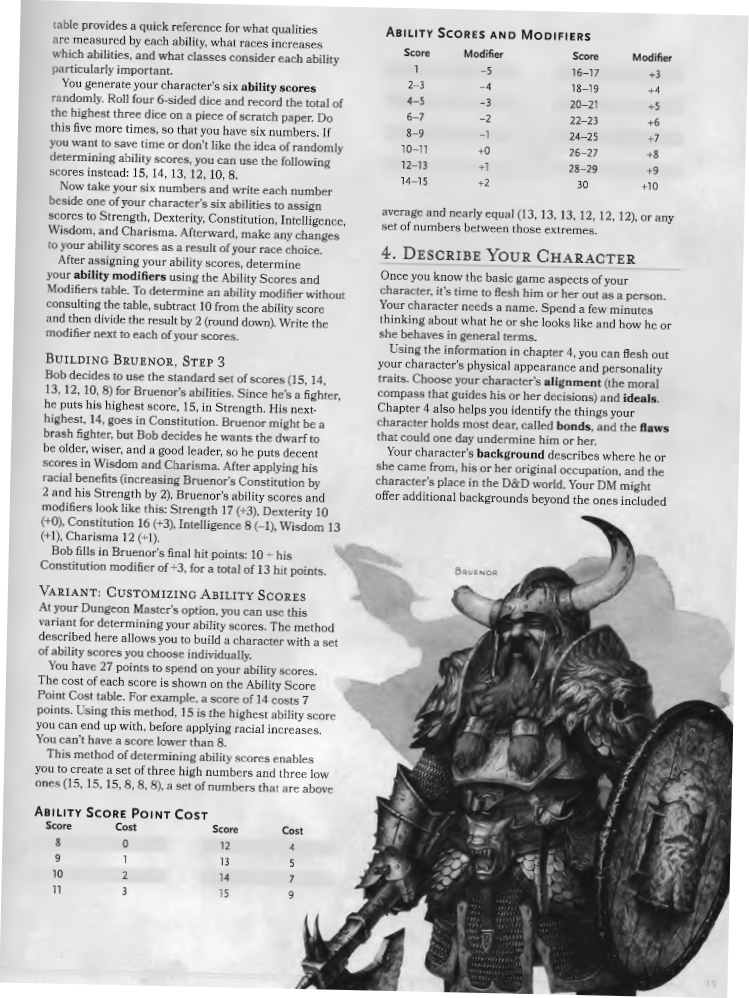 table provides a quick reference for what qualities
are measured by each ability, what races increases
which abilities, and what classes consider each ability
particularly important.
You generate your character's six ability scores
randomly. Roll four 6-sided dice and record the total of
the highest three dice on a piece of scratch paper. Do
this five more times, so that you have six numbers. If
you want to save time or don't like the idea of randomly
determining ability scores, you can use the following
scores instead: 15, 14, 13, 12, 10, 8.
Now take your six numbers and write each number
beside one of your character's six abilities to assign
scores to Strength, Dexterity, Constitution, Intelligence,
Wisdom, and Charisma. Afterward, make any changes
to your ability scores as a result of your race choice.
After assigning your ability scores, determine
your ability modifiers using the Ability Scores and
Modifiers table. To determine an ability modifier without
consulting the table, subtract 10 from the ability score
and then divide the result by 2 (round down). Write the
modifier next to each of your scores.
BUILDING BRUENOR, STEP 3
Bob decides to use the standard set of scores (15, 14,
13, 12, 10, 8) for Bruenor's abilities. Since he's a fighter,
he puts his highest score, 15, in Strength. His next-
highest, 14, goes in Constitution. Bruenor might be a
brash fighter, but Bob decides he wants the dwarf to
be older, wiser, and a good leader, so he puts decent
scores in Wisdom and Charisma. After applying his
racial benefits (increasing Bruenor's Constitution by
2 and his Strength by 2), Bruenor's ability scores and
modifiers look like this: Strength 17 (+3), Dexterity 10
(+0), Constitution 16 (+3), Intelligence 8 (−1), Wisdom 13
(+1), Charisma 12 (+1).
Bob fills in Bruenor's final hit points: 10 + his
Constitution modifier of +3, for a total of 13 hit points.
VARIANT: CUSTOMIZING ABILITY SCORES
At your Dungeon Master's option, you can use this
variant for determining your ability scores. The method
described here allows you to build a character with a set
of ability scores you choose individually.
You have 27 points to spend on your ability scores.
The cost of each score is shown on the Ability Score
Point Cost table. For example, a score of 14 costs 7
points. Using this method, 15 is the highest ability score
you can end up with, before applying racial increases.
You can't have a score lower than 8.
This method of determining ability scores enables
you to create a set of three high numbers and three low
ones (15, 15, 15, 8, 8, 8), a set of numbers that are above
ABILITY SCORE POINT COST
Score Cost Score Cost
8 0 12 4
9 1 13 5
10 2 14 7
11 3 15 9
ABILITY SCORES AND MODIFIERS
Score Modifier Score Modifier
1 −5 16–17 +3
2–3 −4 18–19 +4
4–5 −3 20–21 +5
6–7 −2 22–23 +6
8–9 −1 24–25 +7
10–11 +0 26–27 +8
12–13 +1 28–29 +9
14–15 +2 30 +10
average and nearly equal (13, 13, 13, 12, 12, 12), or any
set of numbers between those extremes.
4. DESCRIBE YOUR CHARACTER
Once you know the basic game aspects of your
character, it's time to flesh him or her out as a person.
Your character needs a name. Spend a few minutes
thinking about what he or she looks like and how he or
she behaves in general terms.
Using the information in chapter 4, you can flesh out
your character's physical appearance and personality
traits. Choose your character's alignment (the moral
compass that guides his or her decisions) and ideals.
Chapter 4 also helps you identify the things your
character holds most dear, called bonds, and the flaws
that could one day undermine him or her.
Your character's background describes where he or
she came from, his or her original occupation, and the
character's place in the D&D world. Your DM might
offer additional backgrounds beyond the ones included
BRUENOR
13